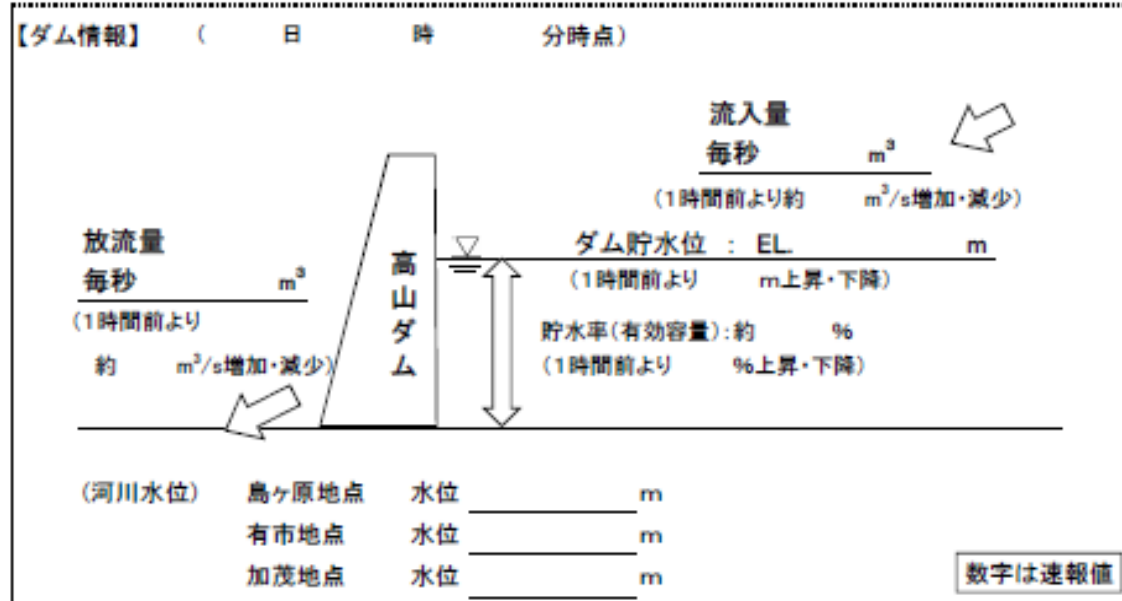 【ダム情報】 ( 日 時 分時点)
流入量
毎秒 m³
(1時間前より約 m³/s増加・減少)
放流量
毎秒 m³
(1時間前より
約 m³/s増加・減少)
高山ダム
ダム貯水位 : EL. m
(1時間前より m上昇・下降)
貯水率(有効容量):約 %
(1時間前より %上昇・下降)
(河川水位) 島ヶ原地点 水位 m
有市地点 水位 m
加茂地点 水位 m
数字は速報値